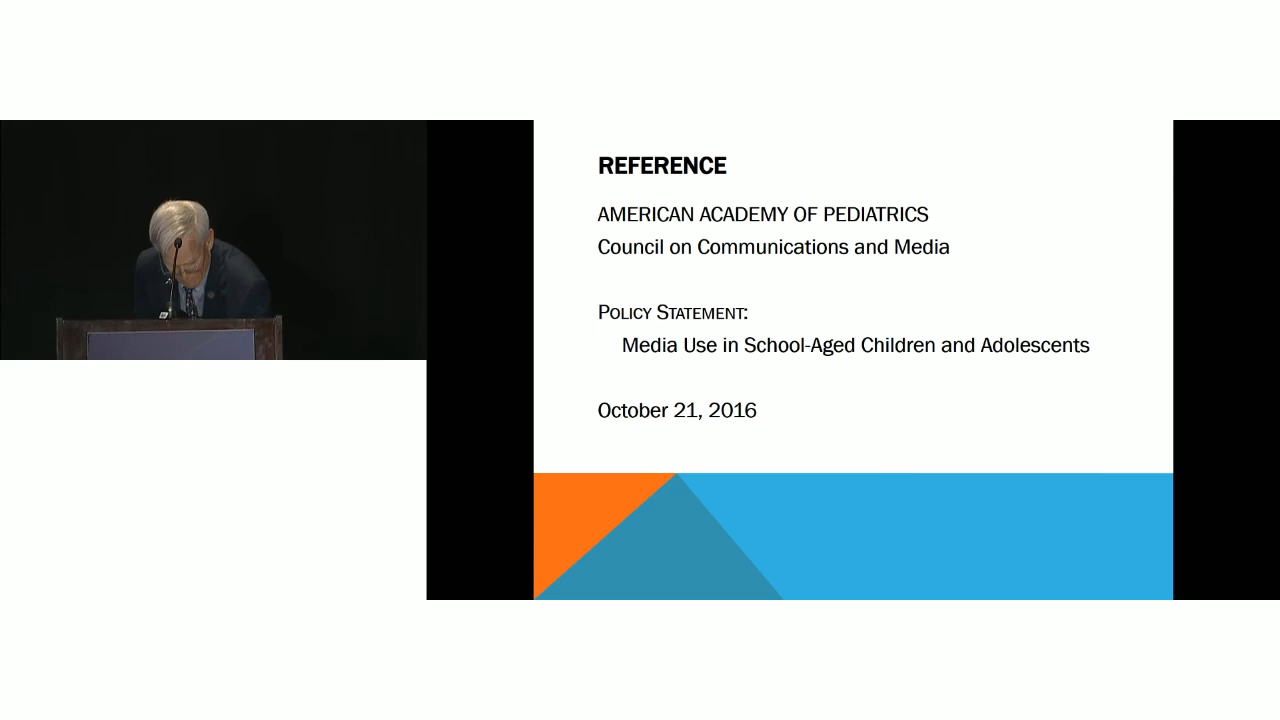 REFERENCE
AMERICAN ACADEMY OF PEDIATRICS
Council on Communications and Media
POLICY STATEMENT:
Media Use in School-Aged Children and Adolescents
October 21, 2016